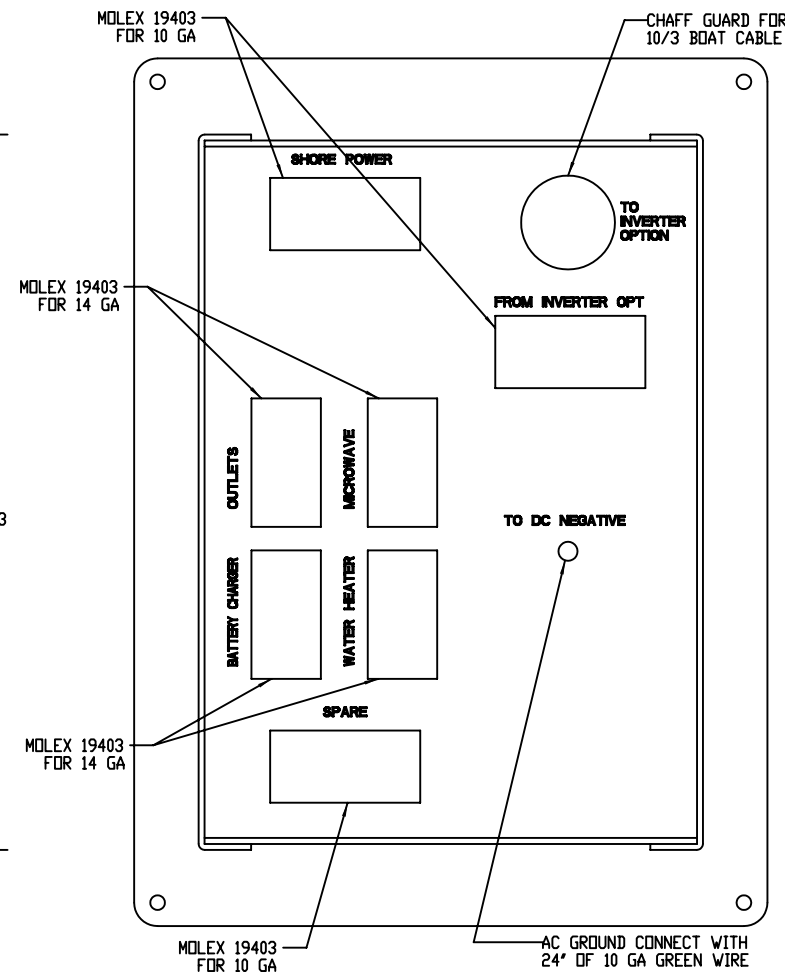 MOLEX 19403
FOR 10 GA
CHAFF GUARD FOR
10/3 BOAT CABLE
SHORE POWER
TO
INVERTER
OPTION
MOLEX 19403
FOR 14 GA
FROM INVERTER OPT
OUTLETS
MICROWAVE
3
TO DC NEGATIVE
BATTERY CHARGER
WATER HEATER
SPARE
MOLEX 19403
FOR 14 GA
MOLEX 19403
FOR 10 GA
AC GROUND CONNECT WITH
24" OF 10 GA GREEN WIRE